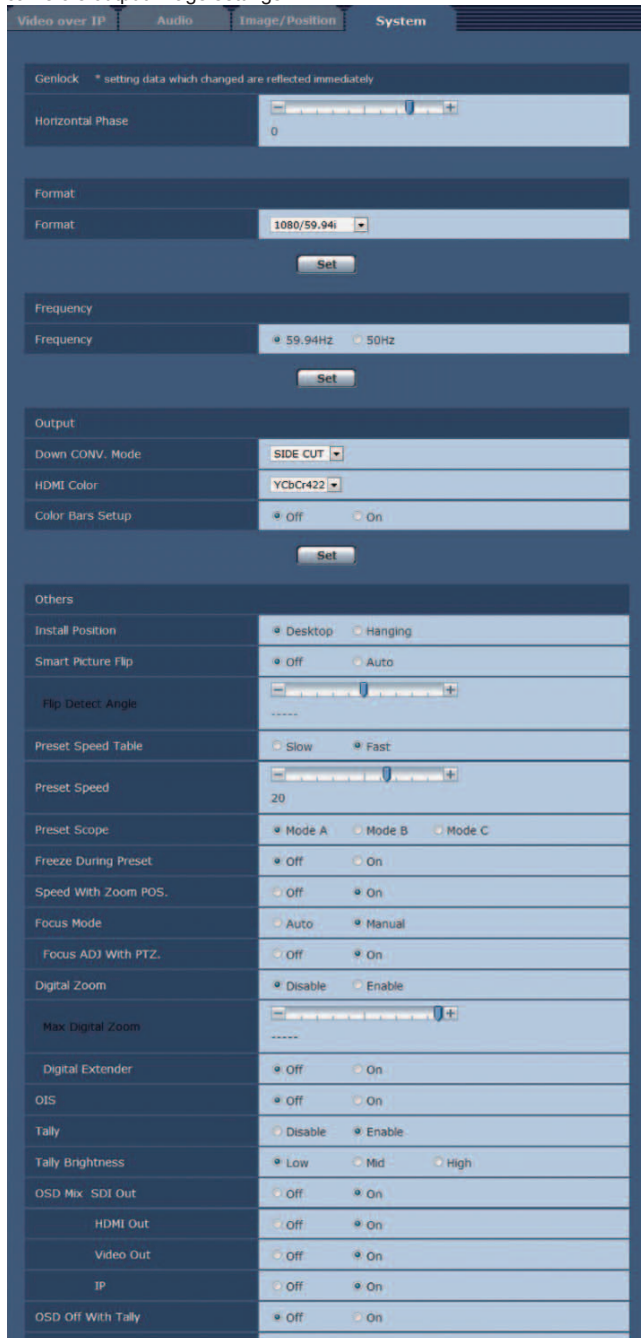 Video over IP Audio Image/Position System
Genlock * setting data which changed are reflected immediately
Horizontal Phase
0
Format
Format 1080/59.94i
Set
Frequency
Frequency 59.94Hz 50Hz
Set
Output
Down CONV. Mode SIDE CUT
HDMI Color YCbCr422
Color Bars Setup Off On
Set
Others
Install Position Desktop Hanging
Smart Picture Flip Off Auto
Flip Detect Angle
-----
Preset Speed Table Slow Fast
Preset Speed
20
Preset Scope Mode A Mode B Mode C
Freeze During Preset Off On
Speed With Zoom POS. Off On
Focus Mode Auto Manual
Focus ADJ With PTZ. Off On
Digital Zoom Disable Enable
Max Digital Zoom
-----
Digital Extender Off On
OIS Off On
Tally Disable Enable
Tally Brightness Low Mid High
OSD Mix SDI Out Off On
HDMI Out Off On
Video Out Off On
IP Off On
OSD Off With Tally Off On